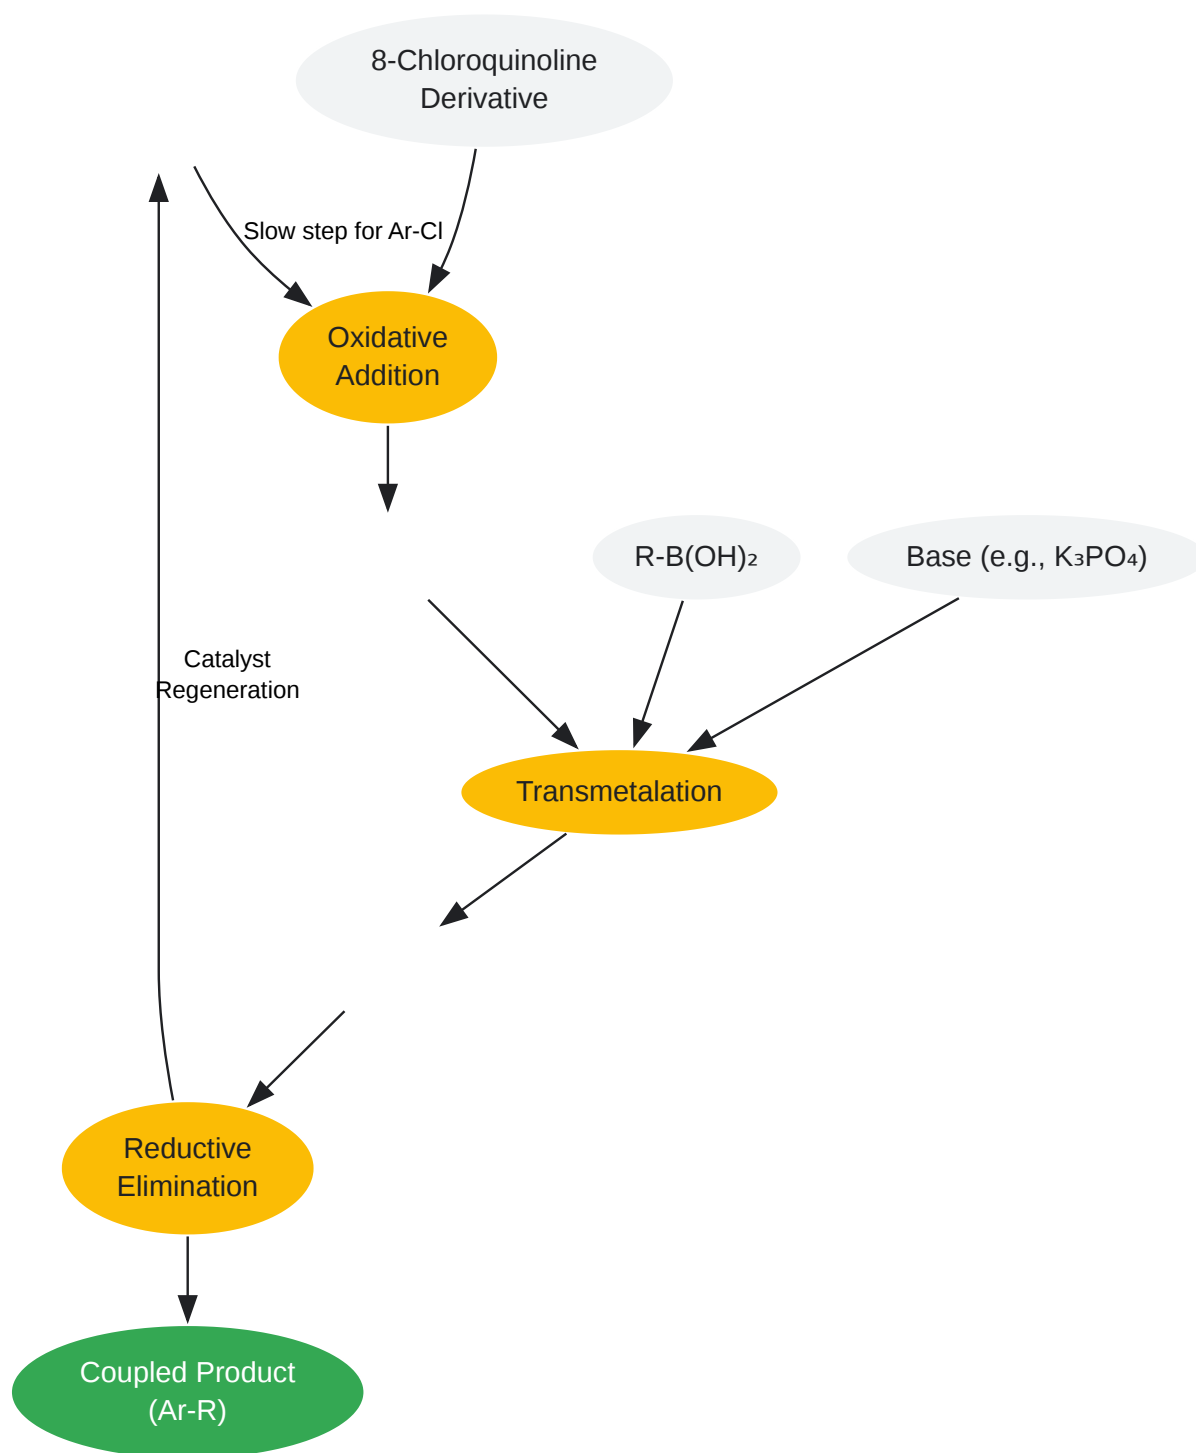 8-Chloroquinoline
Derivative
Slow step for Ar-Cl
Oxidative
Addition
R-B(OH)₂
Base (e.g., K₃PO₄)
Catalyst
Regeneration
Transmetalation
Reductive
Elimination
Coupled Product
(Ar-R)